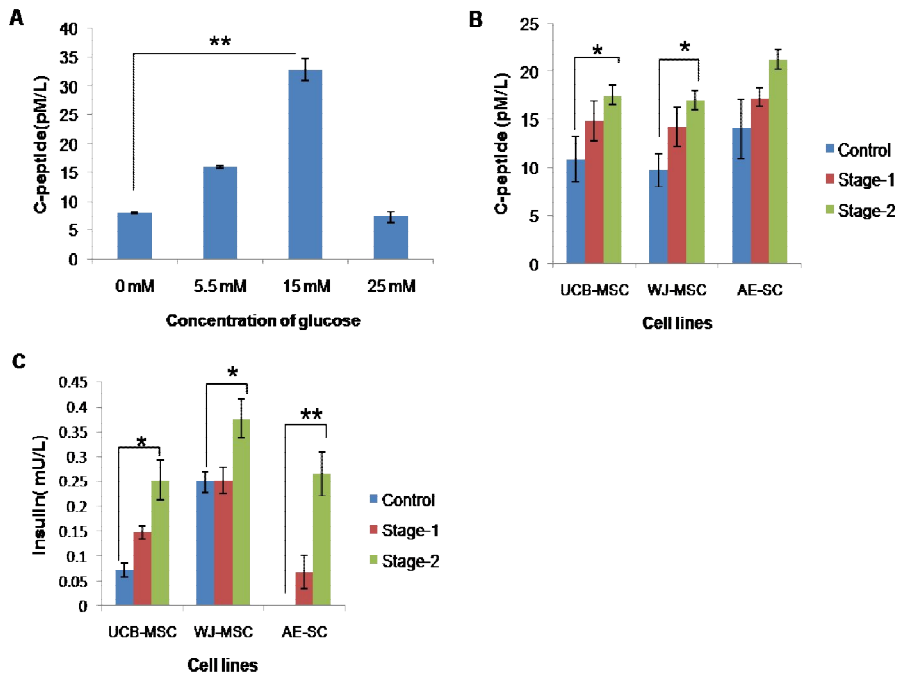 A
40
35
30
25
20
15
10
5
0
C-peptide(pM/L)
**
0 mM
5.5 mM
15 mM
25 mM
Concentration of glucose
B
25
20
15
10
5
0
C-peptide (pM/L)
*
*
UCB-MSC
WJ-MSC
AE-SC
Cell lines
Control
Stage-1
Stage-2
C
0.45
0.4
0.35
0.3
0.25
0.2
0.15
0.1
0.05
0
Insulin( mU/L)
*
*
**
UCB-MSC
WJ-MSC
AE-SC
Cell lines
Control
Stage-1
Stage-2